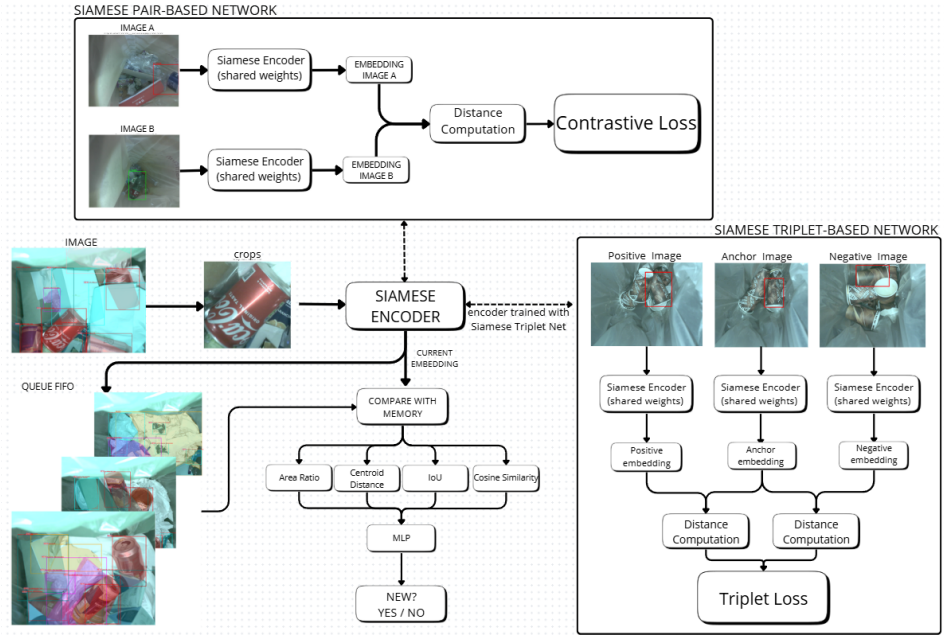 SIAMESE PAIR-BASED NETWORK
IMAGE A
Siamese Encoder
(shared weights)
EMBEDDING
IMAGE A
IMAGE B
Siamese Encoder
(shared weights)
EMBEDDING
IMAGE B
Distance
Computation
Contrastive Loss
IMAGE
crops
SIAMESE
ENCODER
encoder trained with
Siamese Triplet Net
CURRENT
EMBEDDING
QUEUE FIFO
COMPARE WITH
MEMORY
Area Ratio
Centroid
Distance
IoU
Cosine Similarity
MLP
NEW?
YES / NO
SIAMESE TRIPLET-BASED NETWORK
Positive Image
Anchor Image
Negative Image
Siamese Encoder
(shared weights)
Siamese Encoder
(shared weights)
Siamese Encoder
(shared weights)
Positive
embedding
Anchor
embedding
Negative
embedding
Distance
Computation
Distance
Computation
Triplet Loss